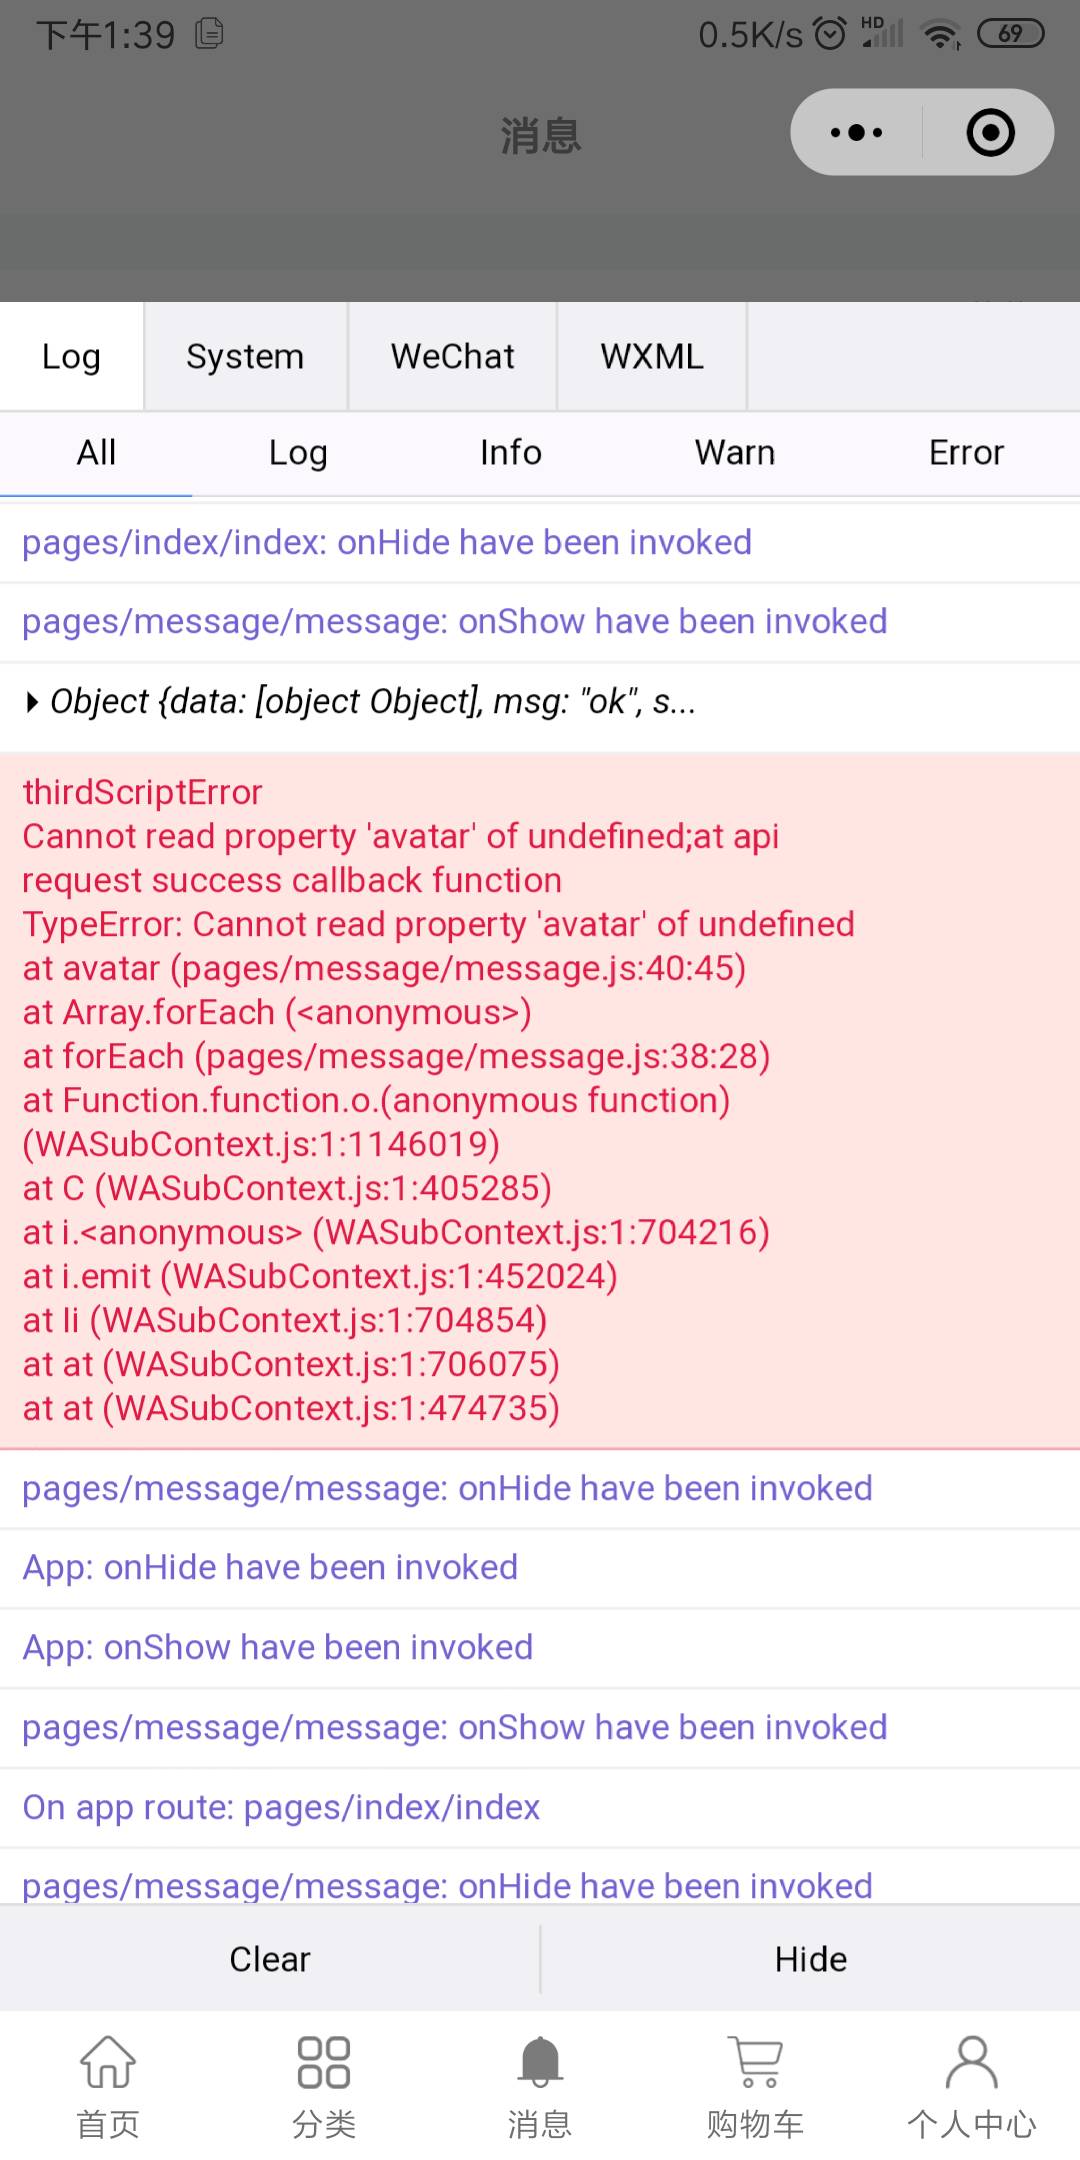 下午1:39
0.5K/s HD 69
消息
Log System WeChat WXML
All Log Info Warn Error
pages/index/index: onHide have been invoked
pages/message/message: onShow have been invoked
Object {data: [object Object], msg: "ok", s...
thirdScriptError
Cannot read property 'avatar' of undefined;at api
request success callback function
TypeError: Cannot read property 'avatar' of undefined
at avatar (pages/message/message.js:40:45)
at Array.forEach (<anonymous>)
at forEach (pages/message/message.js:38:28)
at Function.function.o.(anonymous function)
(WASubContext.js:1:1146019)
at C (WASubContext.js:1:405285)
at i.<anonymous> (WASubContext.js:1:704216)
at i.emit (WASubContext.js:1:452024)
at Ii (WASubContext.js:1:704854)
at at (WASubContext.js:1:706075)
at at (WASubContext.js:1:474735)
pages/message/message: onHide have been invoked
App: onHide have been invoked
App: onShow have been invoked
pages/message/message: onShow have been invoked
On app route: pages/index/index
pages/message/message: onHide have been invoked
Clear Hide
首页 分类 消息 购物车 个人中心